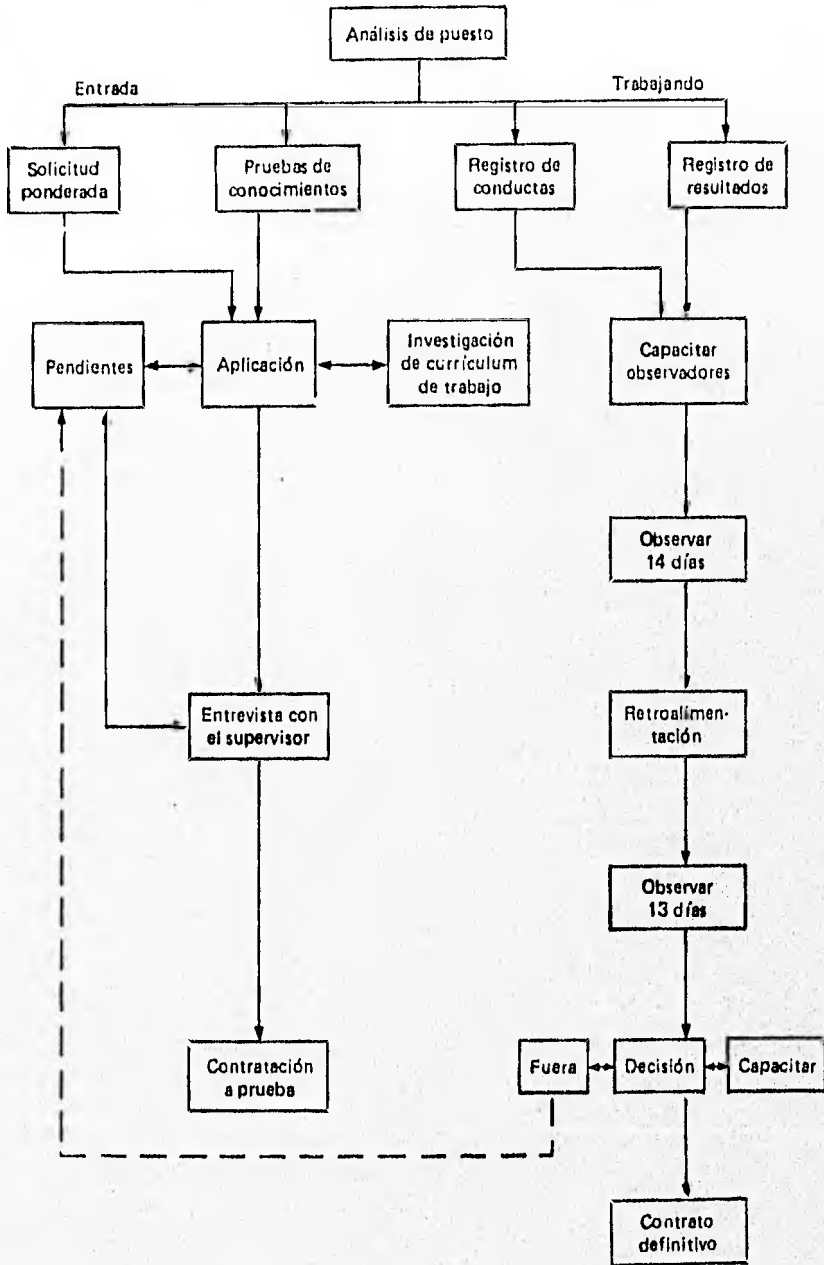 Análisis de puesto
Entrada
Trabajando
Solicitud
ponderada
Pruebas de
conocimientos
Registro de
conductas
Registro de
resultados
Pendientes
Aplicación
Investigación
de currículum
de trabajo
Capacitar
observadores
Observar
14 días
Entrevista con
el supervisor
Retroalimen-
tación
Observar
13 días
Contratación
a prueba
Fuera
Decisión
Capacitar
Contrato
definitivo